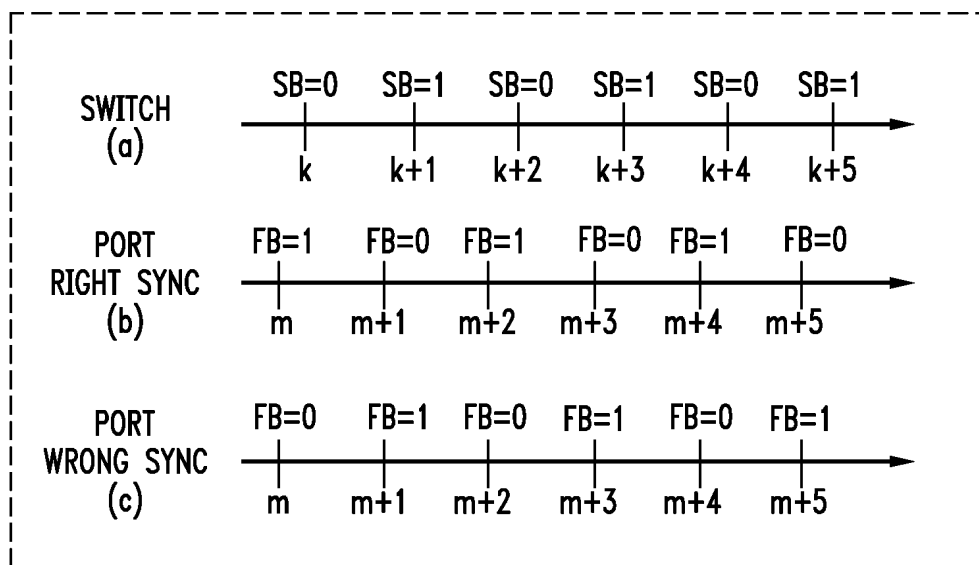 SB=0 SB=1 SB=0 SB=1 SB=0 SB=1
SWITCH
(a)
k k+1 k+2 k+3 k+4 k+5
PORT
RIGHT SYNC
(b)
FB=1 FB=0 FB=1 FB=0 FB=1 FB=0
m m+1 m+2 m+3 m+4 m+5
PORT
WRONG SYNC
(c)
FB=0 FB=1 FB=0 FB=1 FB=0 FB=1
m m+1 m+2 m+3 m+4 m+5